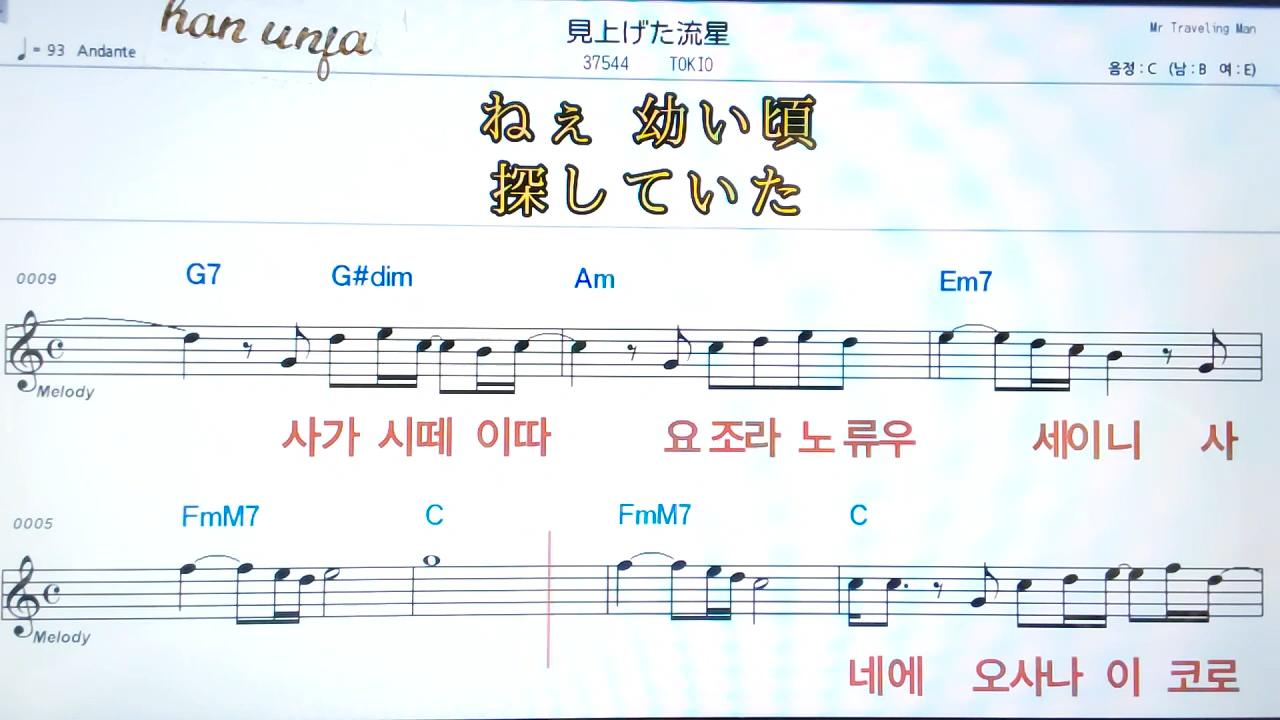 han unja
♩= 93 Andante
見上げた流星
37544 TOKIO
Mr Traveling Man
음정 : C (남 : B 여 : E)
ねぇ 幼い頃
探していた
0009 G7 G#dim Am Em7
Melody
사가 시떼 이따 요 조라 노 류우 세이니 사
0005 FmM7 C FmM7 C
Melody
네에 오사나 이 코로